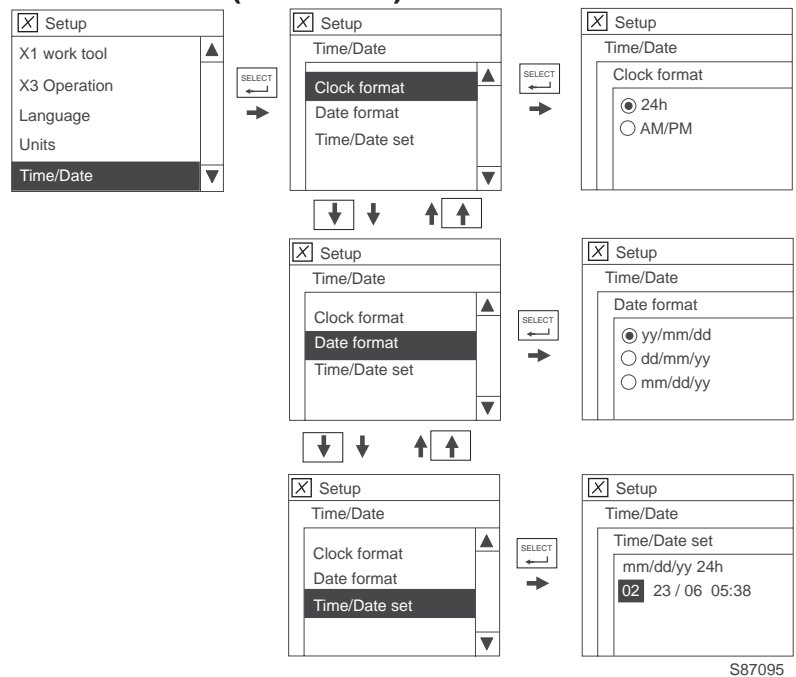 Setup
X1 work tool
X3 Operation
Language
Units
Time/Date
SELECT
Setup
Time/Date
Clock format
Date format
Time/Date set
SELECT
Setup
Time/Date
Clock format
24h
AM/PM
Setup
Time/Date
Clock format
Date format
Time/Date set
SELECT
Setup
Time/Date
Date format
yy/mm/dd
dd/mm/yy
mm/dd/yy
Setup
Time/Date
Clock format
Date format
Time/Date set
SELECT
Setup
Time/Date
Time/Date set
mm/dd/yy 24h
02 23 / 06 05:38
S87095